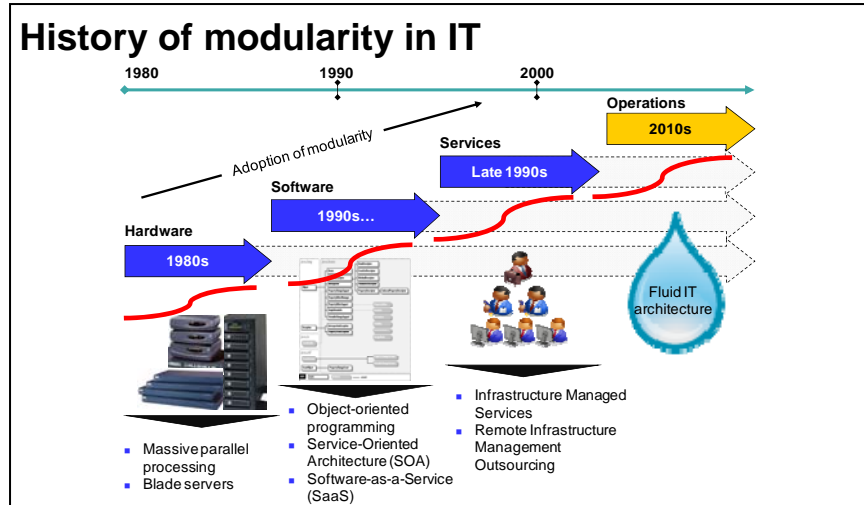 History of modularity in IT
1980
1990
2000
Operations
2010s
Adoption of modularity
Services
Late 1990s
Software
1990s...
Hardware
1980s
Fluid IT
architecture
Massive parallel
processing
Blade servers
Object-oriented
programming
Service-Oriented
Architecture (SOA)
Software-as-a-Service
(SaaS)
Infrastructure Managed
Services
Remote Infrastructure
Management
Outsourcing